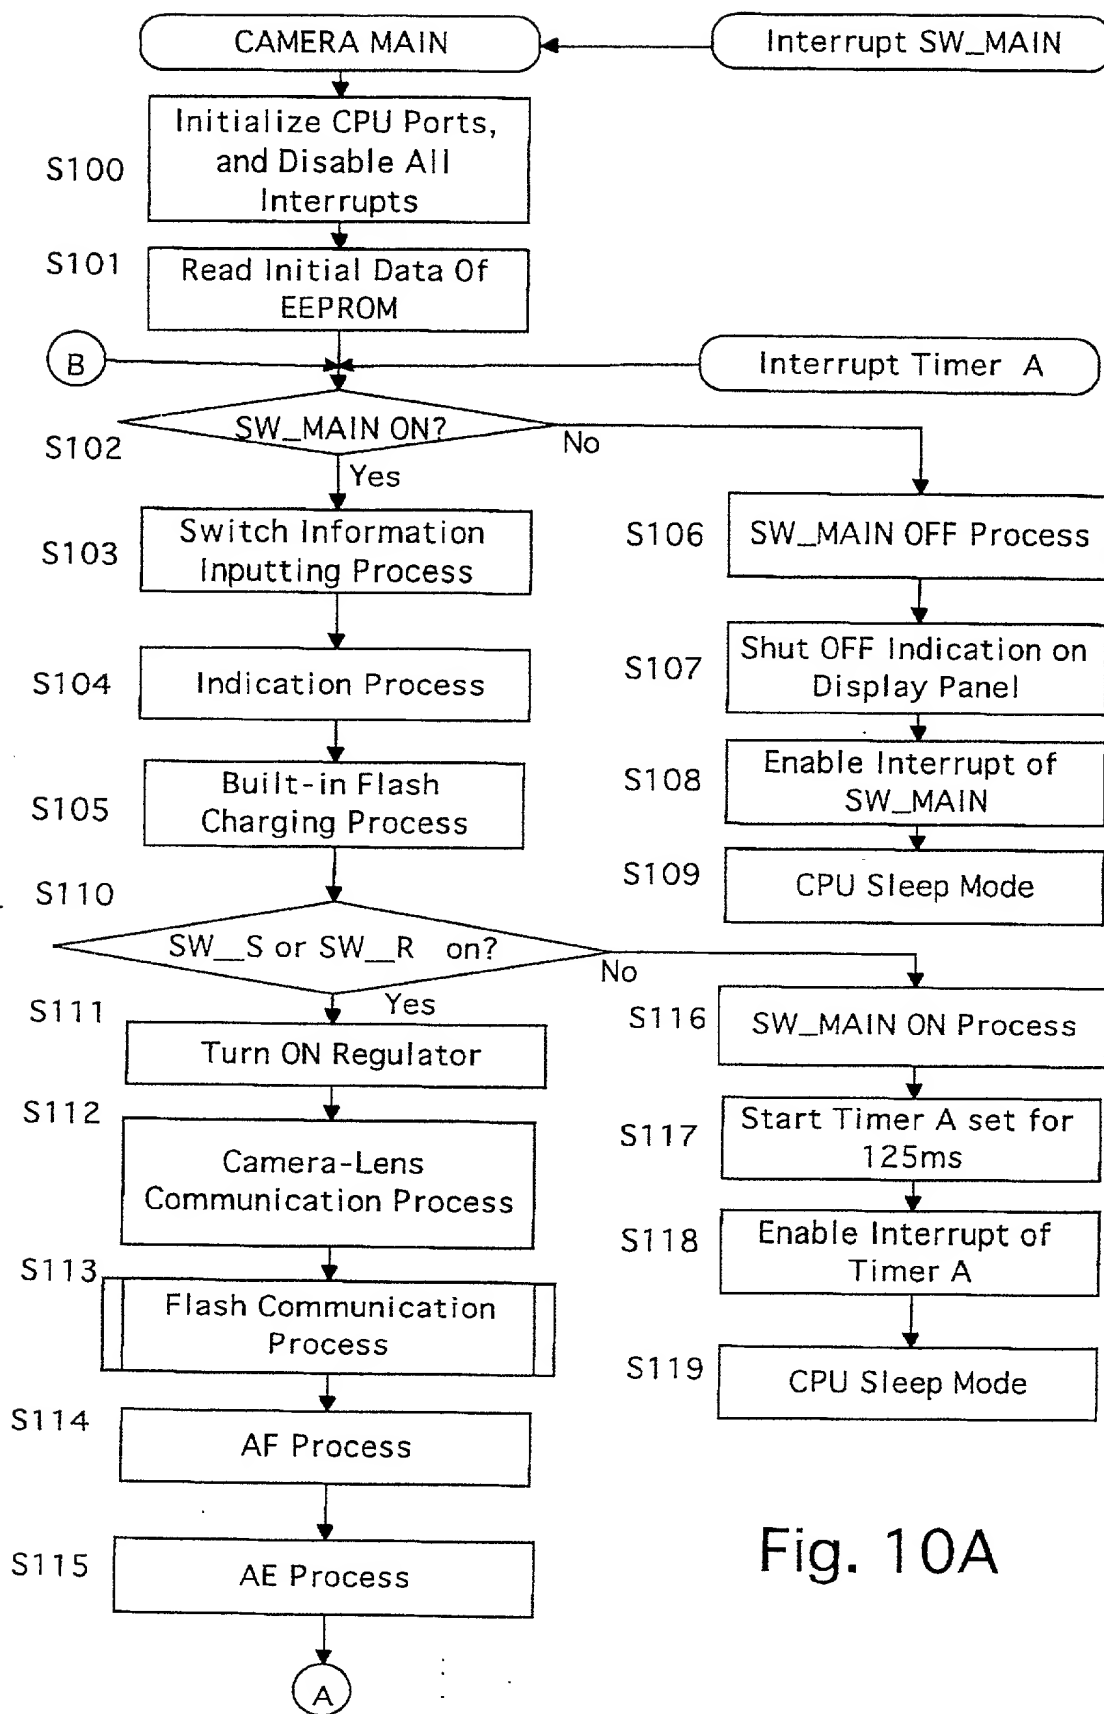 CAMERA MAIN
Interrupt SW_MAIN
S100
Initialize CPU Ports,
and Disable All
Interrupts
S101
Read Initial Data Of
EEPROM
B
Interrupt Timer A
S102
SW_MAIN ON?
No
Yes
S103
Switch Information
Inputting Process
S106
SW_MAIN OFF Process
S104
Indication Process
S107
Shut OFF Indication on
Display Panel
S105
Built-in Flash
Charging Process
S108
Enable Interrupt of
SW_MAIN
S109
CPU Sleep Mode
S110
SW__S or SW__R on?
No
Yes
S111
Turn ON Regulator
S116
SW_MAIN ON Process
S112
Camera-Lens
Communication Process
S117
Start Timer A set for
125ms
S113
Flash Communication
Process
S118
Enable Interrupt of
Timer A
S114
AF Process
S119
CPU Sleep Mode
S115
AE Process
Fig. 10A
A